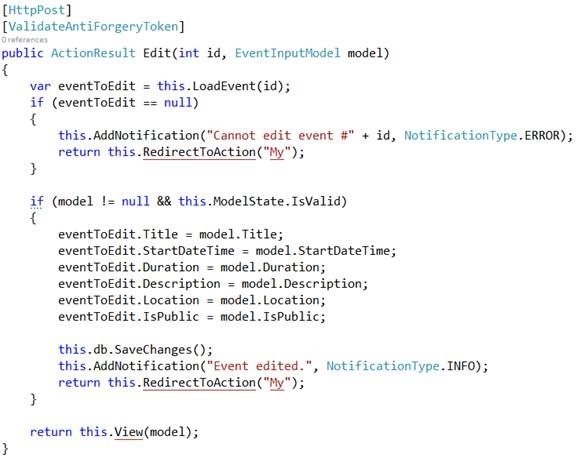 [HttpPost]
[ValidateAntiForgeryToken]
0 references
public ActionResult Edit(int id, EventInputModel model)
{
    var eventToEdit = this.LoadEvent(id);
    if (eventToEdit == null)
    {
        this.AddNotification("Cannot edit event #" + id, NotificationType.ERROR);
        return this.RedirectToAction("My");
    }

    if (model != null && this.ModelState.IsValid)
    {
        eventToEdit.Title = model.Title;
        eventToEdit.StartDateTime = model.StartDateTime;
        eventToEdit.Duration = model.Duration;
        eventToEdit.Description = model.Description;
        eventToEdit.Location = model.Location;
        eventToEdit.IsPublic = model.IsPublic;

        this.db.SaveChanges();
        this.AddNotification("Event edited.", NotificationType.INFO);
        return this.RedirectToAction("My");
    }

    return this.View(model);
}